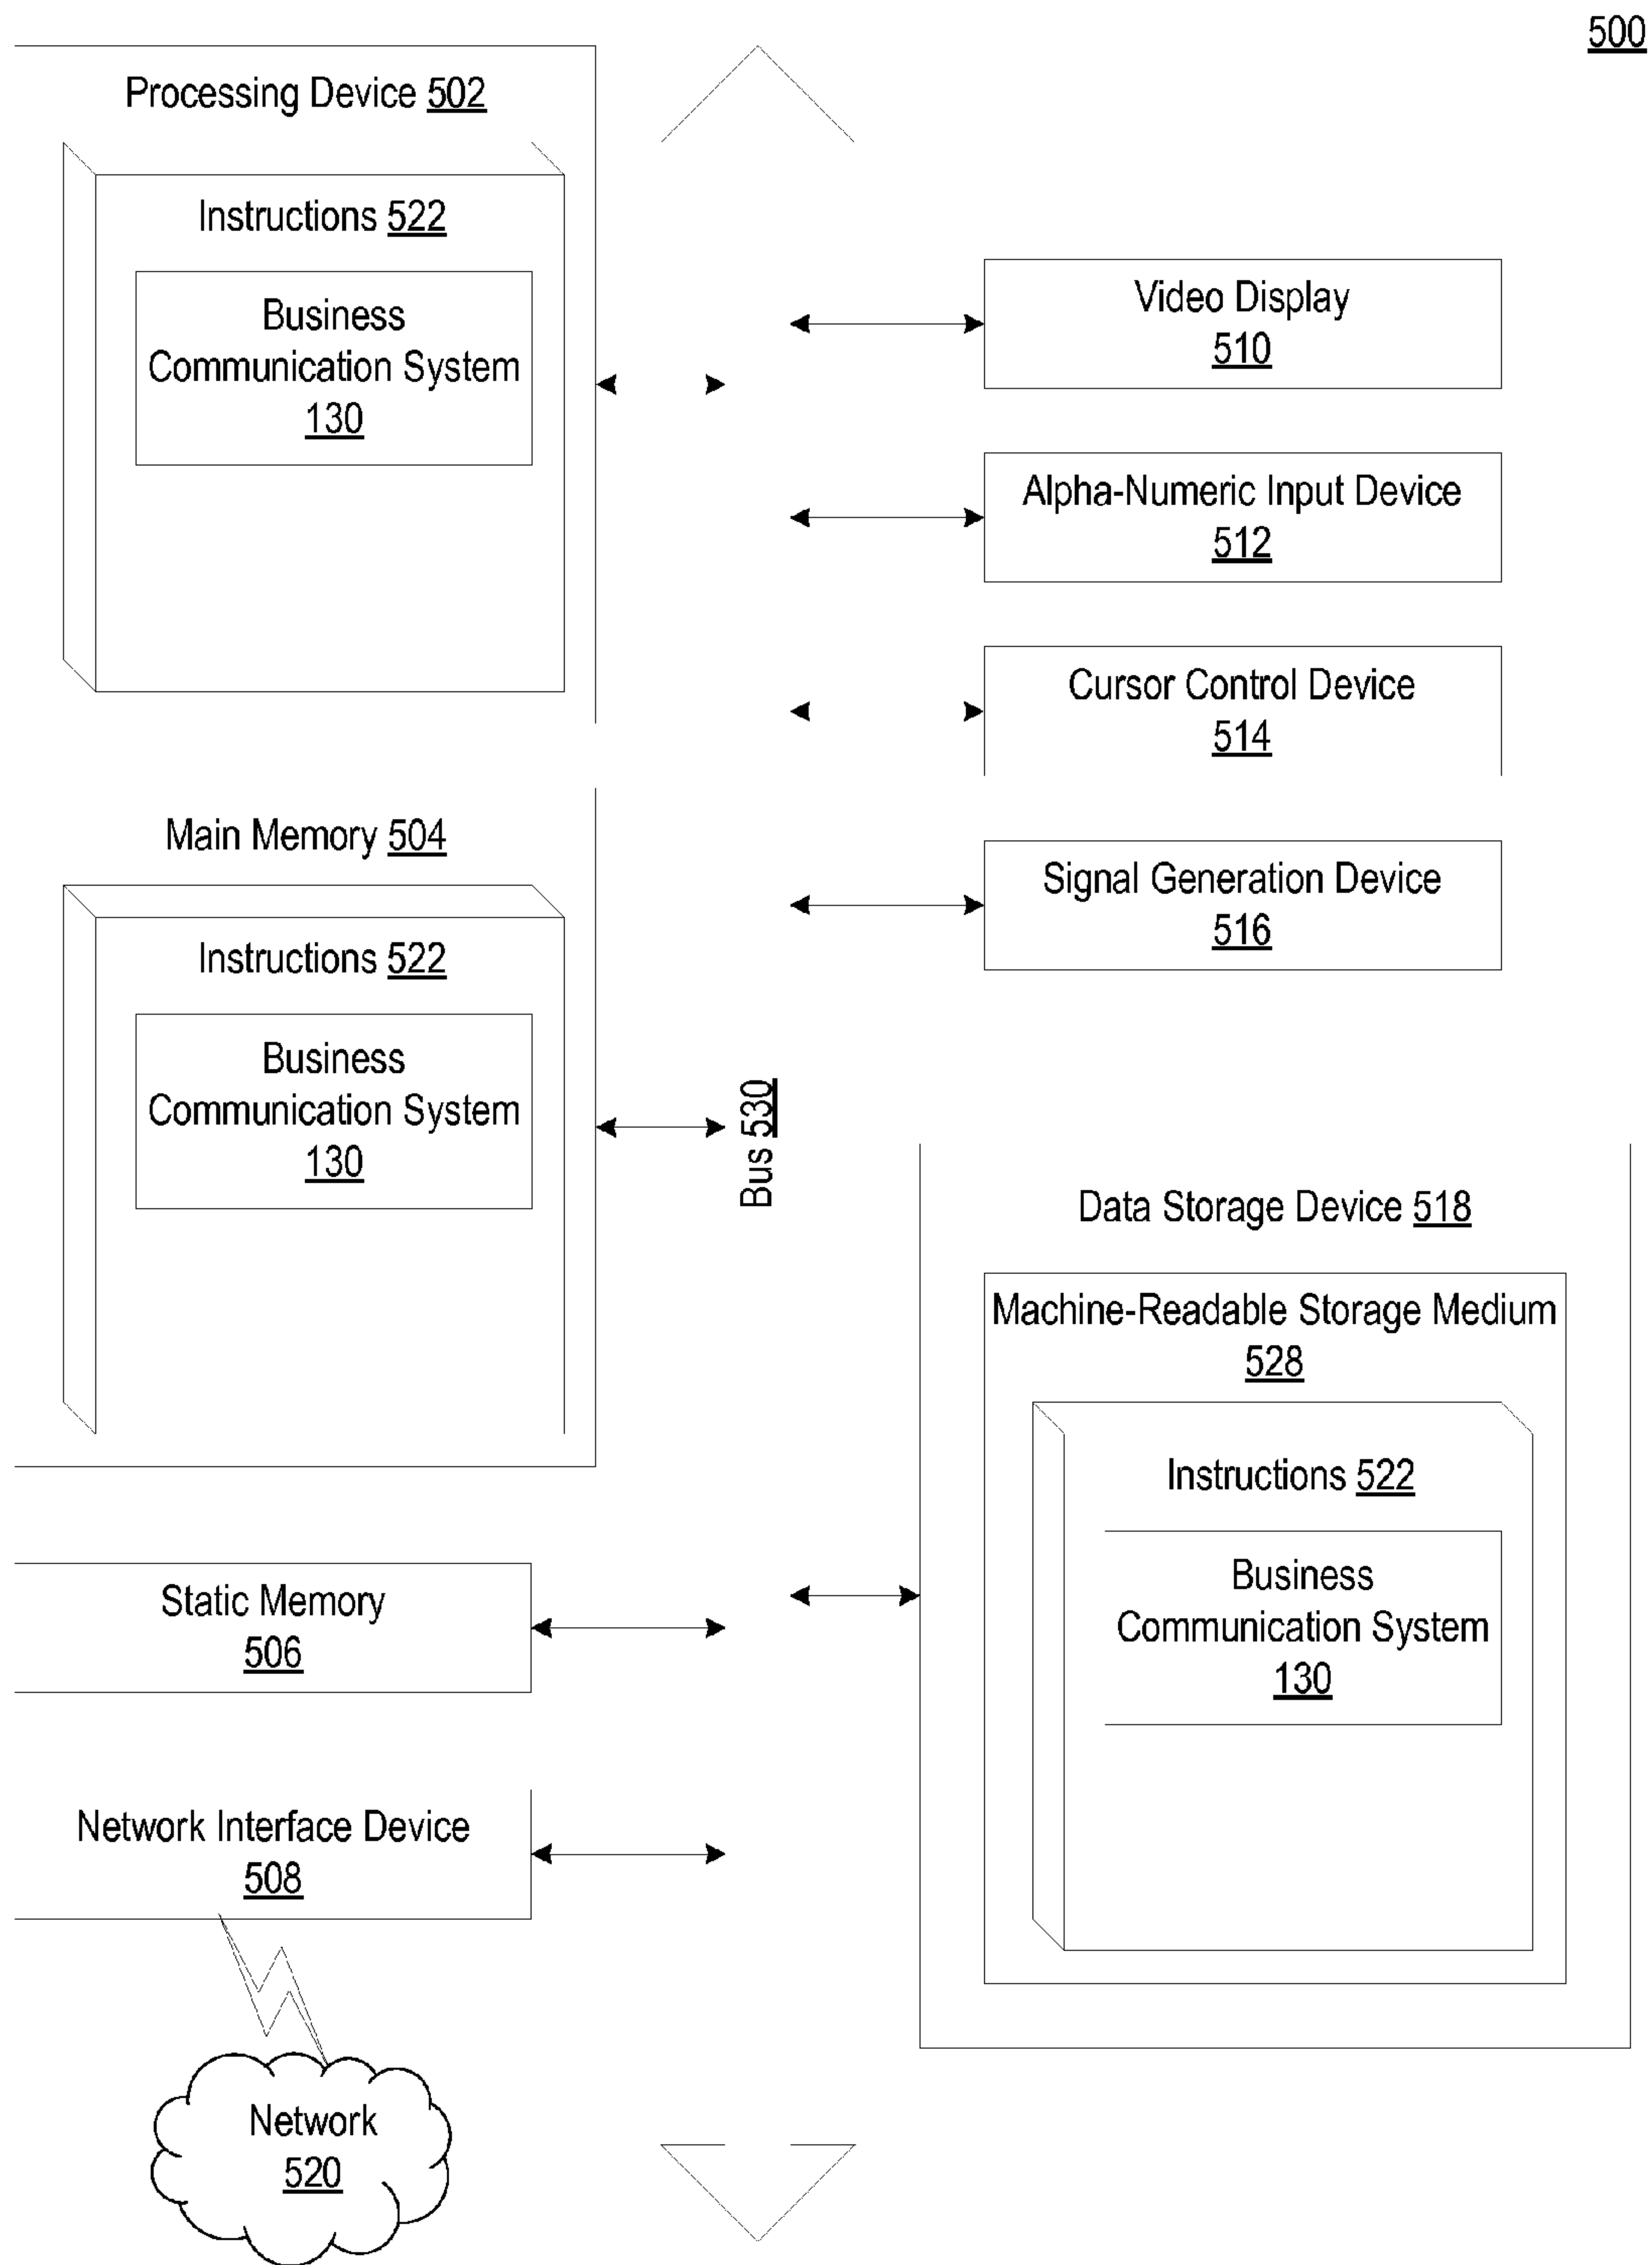 500
Processing Device 502
Instructions 522
Business
Communication System
130
Main Memory 504
Instructions 522
Business
Communication System
130
Static Memory
506
Network Interface Device
508
Network
520
Bus 530
Video Display
510
Alpha-Numeric Input Device
512
Cursor Control Device
514
Signal Generation Device
516
Data Storage Device 518
Machine-Readable Storage Medium
528
Instructions 522
Business
Communication System
130